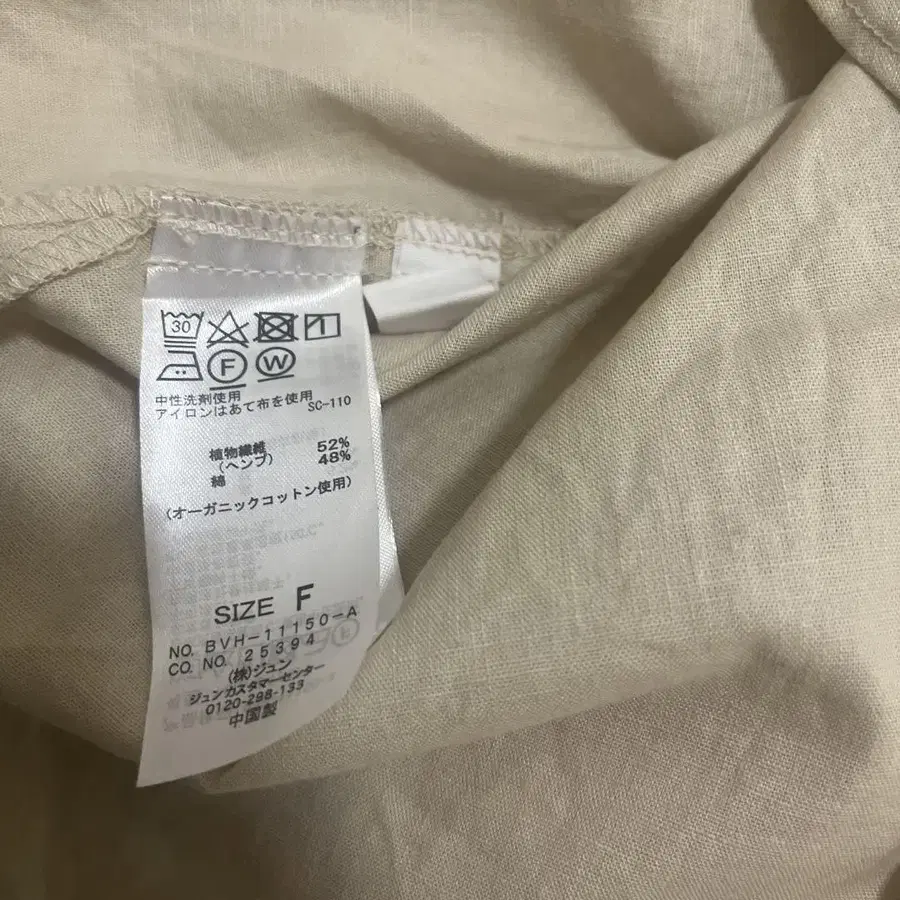 30
F W
中性洗剤使用
アイロンはあて布を使用 SC-110
植物繊維 52%
(ヘンプ) 48%
綿
(オーガニックコットン使用)
SIZE F
NO. BVH-11150-A
CO. NO. 25394
(株)ジュン
ジュンカスタマーセンター
0120-298-133
中国製